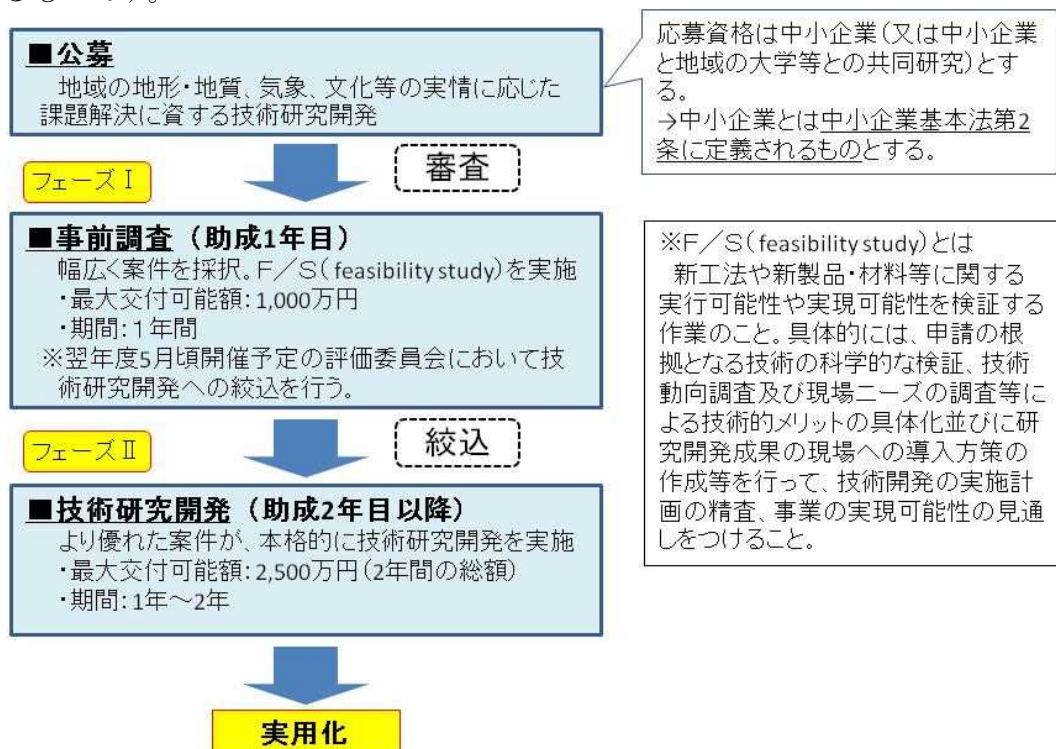 ■公募
地域の地形・地質、気象、文化等の実情に応じた
課題解決に資する技術研究開発
応募資格は中小企業(又は中小企業
と地域の大学等との共同研究)とす
る。
→中小企業とは中小企業基本法第2
条に定義されるものとする。
審査
フェーズⅠ
■事前調査(助成1年目)
幅広く案件を採択。F/S(feasibility study)を実施
・最大交付可能額:1,000万円
・期間:1年間
※翌年度5月頃開催予定の評価委員会において技
術研究開発への絞込を行う。
※F/S(feasibility study)とは
新工法や新製品・材料等に関する
実行可能性や実現可能性を検証する
作業のこと。具体的には、申請の根
拠となる技術の科学的な検証、技術
動向調査及び現場ニーズの調査等に
よる技術的メリットの具体化並びに研
究開発成果の現場への導入方策の
作成等を行って、技術開発の実施計
画の精査、事業の実現可能性の見通
しをつけること。
絞込
フェーズⅡ
■技術研究開発(助成2年目以降)
より優れた案件が、本格的に技術研究開発を実施
・最大交付可能額:2,500万円(2年間の総額)
・期間:1年~2年
実用化